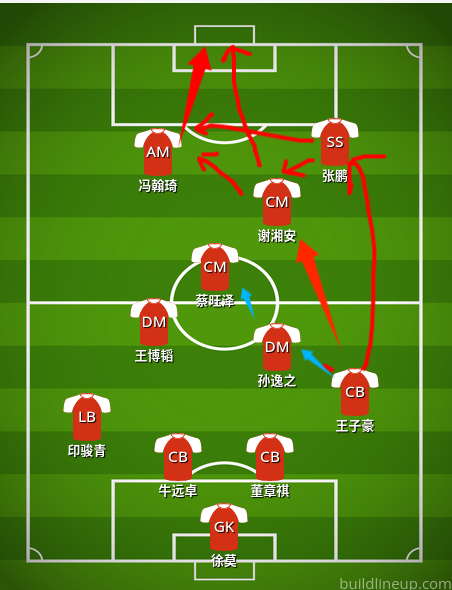 SS
张鹏
AM
冯翰琦
CM
谢湘安
CM
蔡旺泽
DM
王博韬
DM
孙逸之
CB
王子豪
LB
印骏青
CB
牛远卓
CB
董章祺
GK
徐莫
buildlineup.com